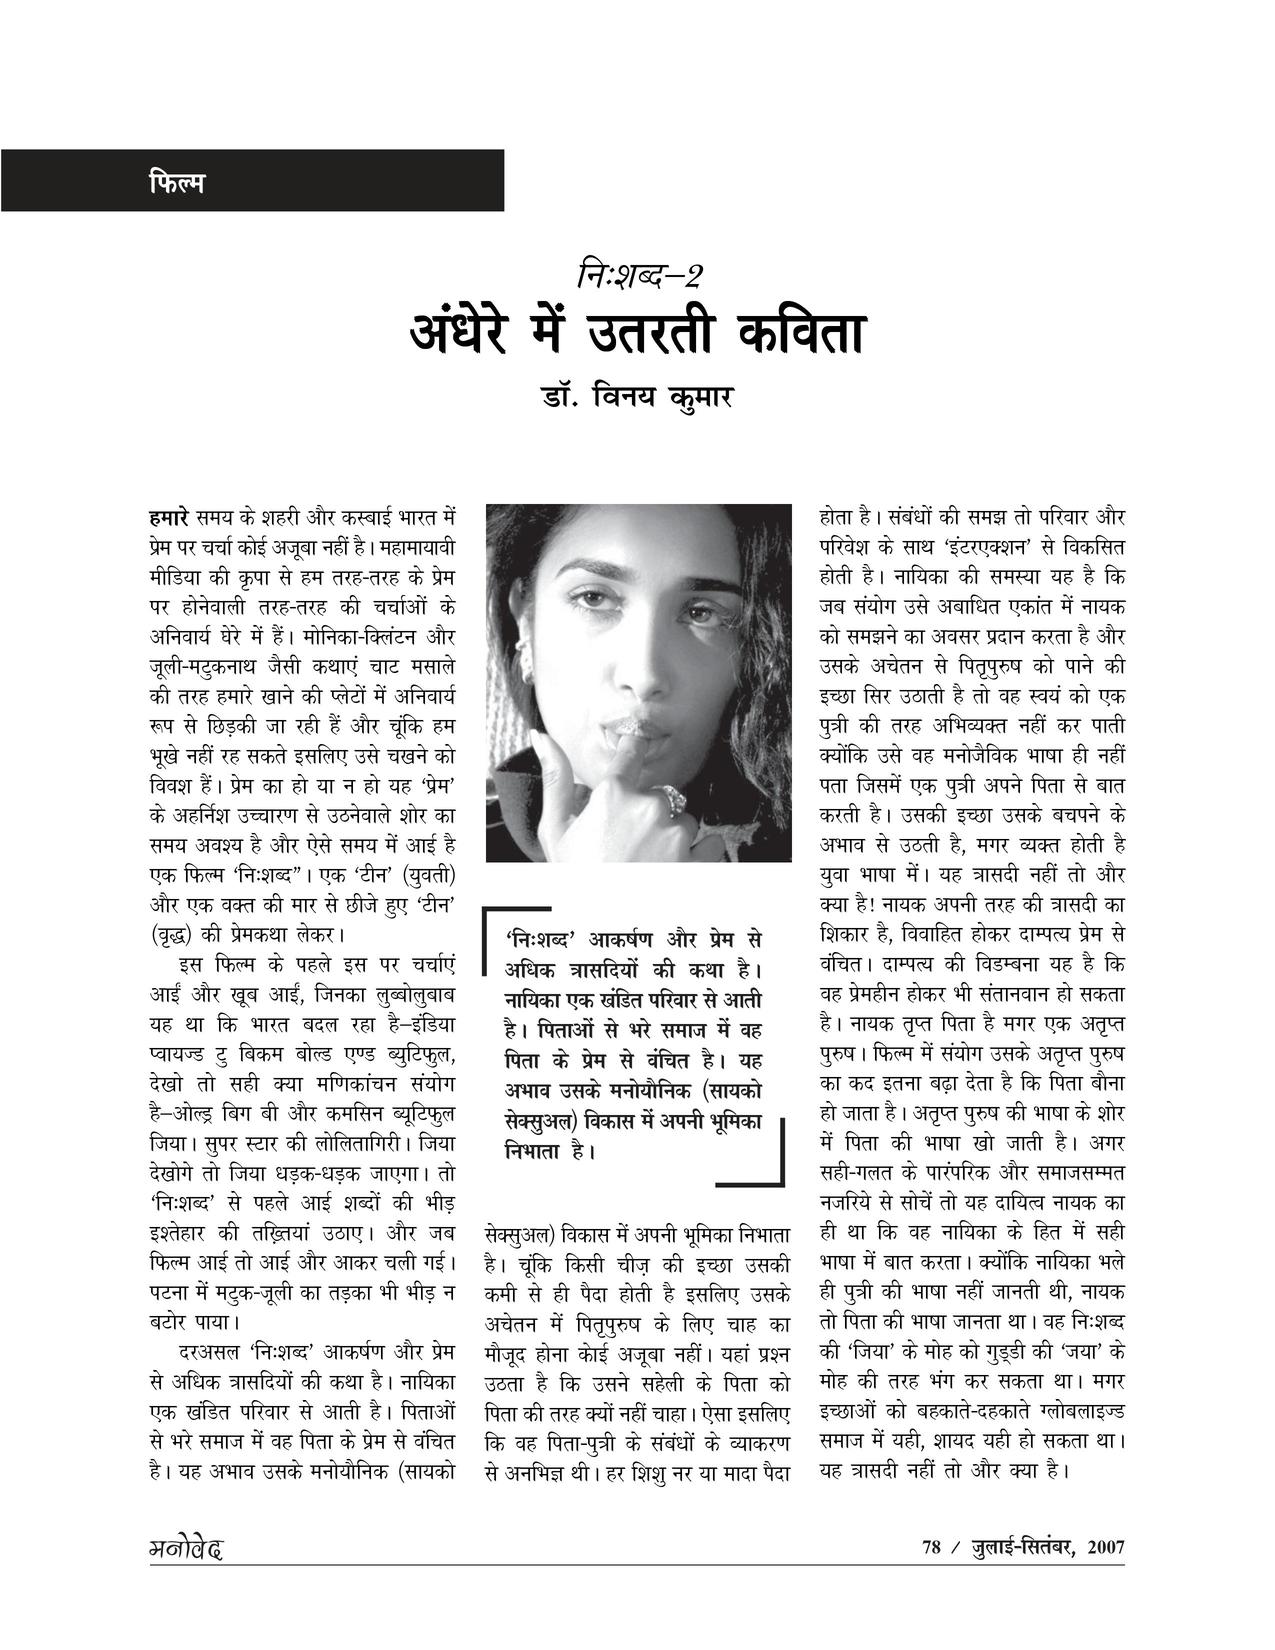 फिल्म
निःशब्द–2
अंधेरे में उतरती कविता
डॉ. विनय कुमार
हमारे समय के शहरी और कस्बाई भारत में
प्रेम पर चर्चा कोई अजूबा नहीं है। महामायावी
मीडिया की कृपा से हम तरह-तरह के प्रेम
पर होनेवाली तरह-तरह की चर्चाओं के
अनिवार्य घेरे में हैं। मोनिका-क्लिंटन और
जूली-मटुकनाथ जैसी कथाएं चाट मसाले
की तरह हमारे खाने की प्लेटों में अनिवार्य
रूप से छिड़की जा रही हैं और चूंकि हम
भूखे नहीं रह सकते इसलिए उसे चखने को
विवश हैं। प्रेम का हो या न हो यह ‘प्रेम’
के अहर्निश उच्चारण से उठनेवाले शोर का
समय अवश्य है और ऐसे समय में आई है
एक फिल्म ‘निःशब्द”। एक ‘टीन’ (युवती)
और एक वक्त की मार से छीजे हुए ‘टीन’
(वृद्ध) की प्रेमकथा लेकर।
इस फिल्म के पहले इस पर चर्चाएं
आईं और खूब आईं, जिनका लुब्बोलुबाब
यह था कि भारत बदल रहा है–इंडिया
प्वायज्ड टु बिकम बोल्ड एण्ड ब्युटिफुल,
देखो तो सही क्या मणिकांचन संयोग
है–ओल्ड्र बिग बी और कमसिन ब्यूटिफुल
जिया। सुपर स्टार की लोलितागिरी। जिया
देखोगे तो जिया धड़क-धड़क जाएगा। तो
‘निःशब्द’ से पहले आई शब्दों की भीड़
इश्तेहार की तख़्तियां उठाए। और जब
फिल्म आई तो आई और आकर चली गई।
पटना में मटुक-जूली का तड़का भी भीड़ न
बटोर पाया।
दरअसल ‘निःशब्द’ आकर्षण और प्रेम
से अधिक त्रासदियों की कथा है। नायिका
एक खंडित परिवार से आती है। पिताओं
से भरे समाज में वह पिता के प्रेम से वंचित
है। यह अभाव उसके मनोयौनिक (सायको
‘निःशब्द’ आकर्षण और प्रेम से
अधिक त्रासदियों की कथा है।
नायिका एक खंडित परिवार से आती
है। पिताओं से भरे समाज में वह
पिता के प्रेम से वंचित है। यह
अभाव उसके मनोयौनिक (सायको
सेक्सुअल) विकास में अपनी भूमिका
निभाता है।
सेक्सुअल) विकास में अपनी भूमिका निभाता
है। चूंकि किसी चीज़ की इच्छा उसकी
कमी से ही पैदा होती है इसलिए उसके
अचेतन में पितृपुरुष के लिए चाह का
मौजूद होना केाई अजूबा नहीं। यहां प्रश्न
उठता है कि उसने सहेली के पिता को
पिता की तरह क्यों नहीं चाहा। ऐसा इसलिए
कि वह पिता-पुत्री के संबंधों के व्याकरण
से अनभिज्ञ थी। हर शिशु नर या मादा पैदा
होता है। संबंधों की समझ तो परिवार और
परिवेश के साथ ‘इंटरएक्शन’ से विकसित
होती है। नायिका की समस्या यह है कि
जब संयोग उसे अबाधित एकांत में नायक
को समझने का अवसर प्रदान करता है और
उसके अचेतन से पितृपुरुष को पाने की
इच्छा सिर उठाती है तो वह स्वयं को एक
पुत्री की तरह अभिव्यक्त नहीं कर पाती
क्योंकि उसे वह मनोजैविक भाषा ही नहीं
पता जिसमें एक पुत्री अपने पिता से बात
करती है। उसकी इच्छा उसके बचपने के
अभाव से उठती है, मगर व्यक्त होती है
युवा भाषा में। यह त्रासदी नहीं तो और
क्या है! नायक अपनी तरह की त्रासदी का
शिकार है, विवाहित होकर दाम्पत्य प्रेम से
वंचित। दाम्पत्य की विडम्बना यह है कि
वह प्रेमहीन होकर भी संतानवान हो सकता
है। नायक तृप्त पिता है मगर एक अतृप्त
पुरुष। फिल्म में संयोग उसके अतृप्त पुरुष
का कद इतना बढ़ा देता है कि पिता बौना
हो जाता है। अतृप्त पुरुष की भाषा के शोर
में पिता की भाषा खो जाती है। अगर
सही-गलत के पारंपरिक और समाजसम्मत
नजरिये से सोचें तो यह दायित्व नायक का
ही था कि वह नायिका के हित में सही
भाषा में बात करता। क्योंकि नायिका भले
ही पुत्री की भाषा नहीं जानती थी, नायक
तो पिता की भाषा जानता था। वह निःशब्द
की ‘जिया’ के मोह को गुड्डी की ‘जया’ के
मोह की तरह भंग कर सकता था। मगर
इच्छाओं को बहकाते-दहकाते ग्लोबलाइज्ड
समाज में यही, शायद यही हो सकता था।
यह त्रासदी नहीं तो और क्या है।
मनोवेद
78 / जुलाई-सितंबर, 2007